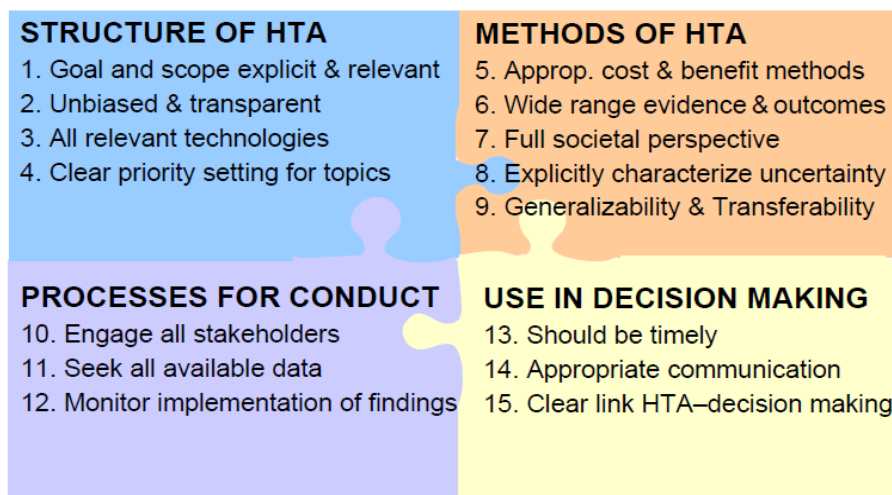 STRUCTURE OF HTA
1. Goal and scope explicit & relevant
2. Unbiased & transparent
3. All relevant technologies
4. Clear priority setting for topics
METHODS OF HTA
5. Approp. cost & benefit methods
6. Wide range evidence & outcomes
7. Full societal perspective
8. Explicitly characterize uncertainty
9. Generalizability & Transferability
PROCESSES FOR CONDUCT
10. Engage all stakeholders
11. Seek all available data
12. Monitor implementation of findings
USE IN DECISION MAKING
13. Should be timely
14. Appropriate communication
15. Clear link HTA–decision making